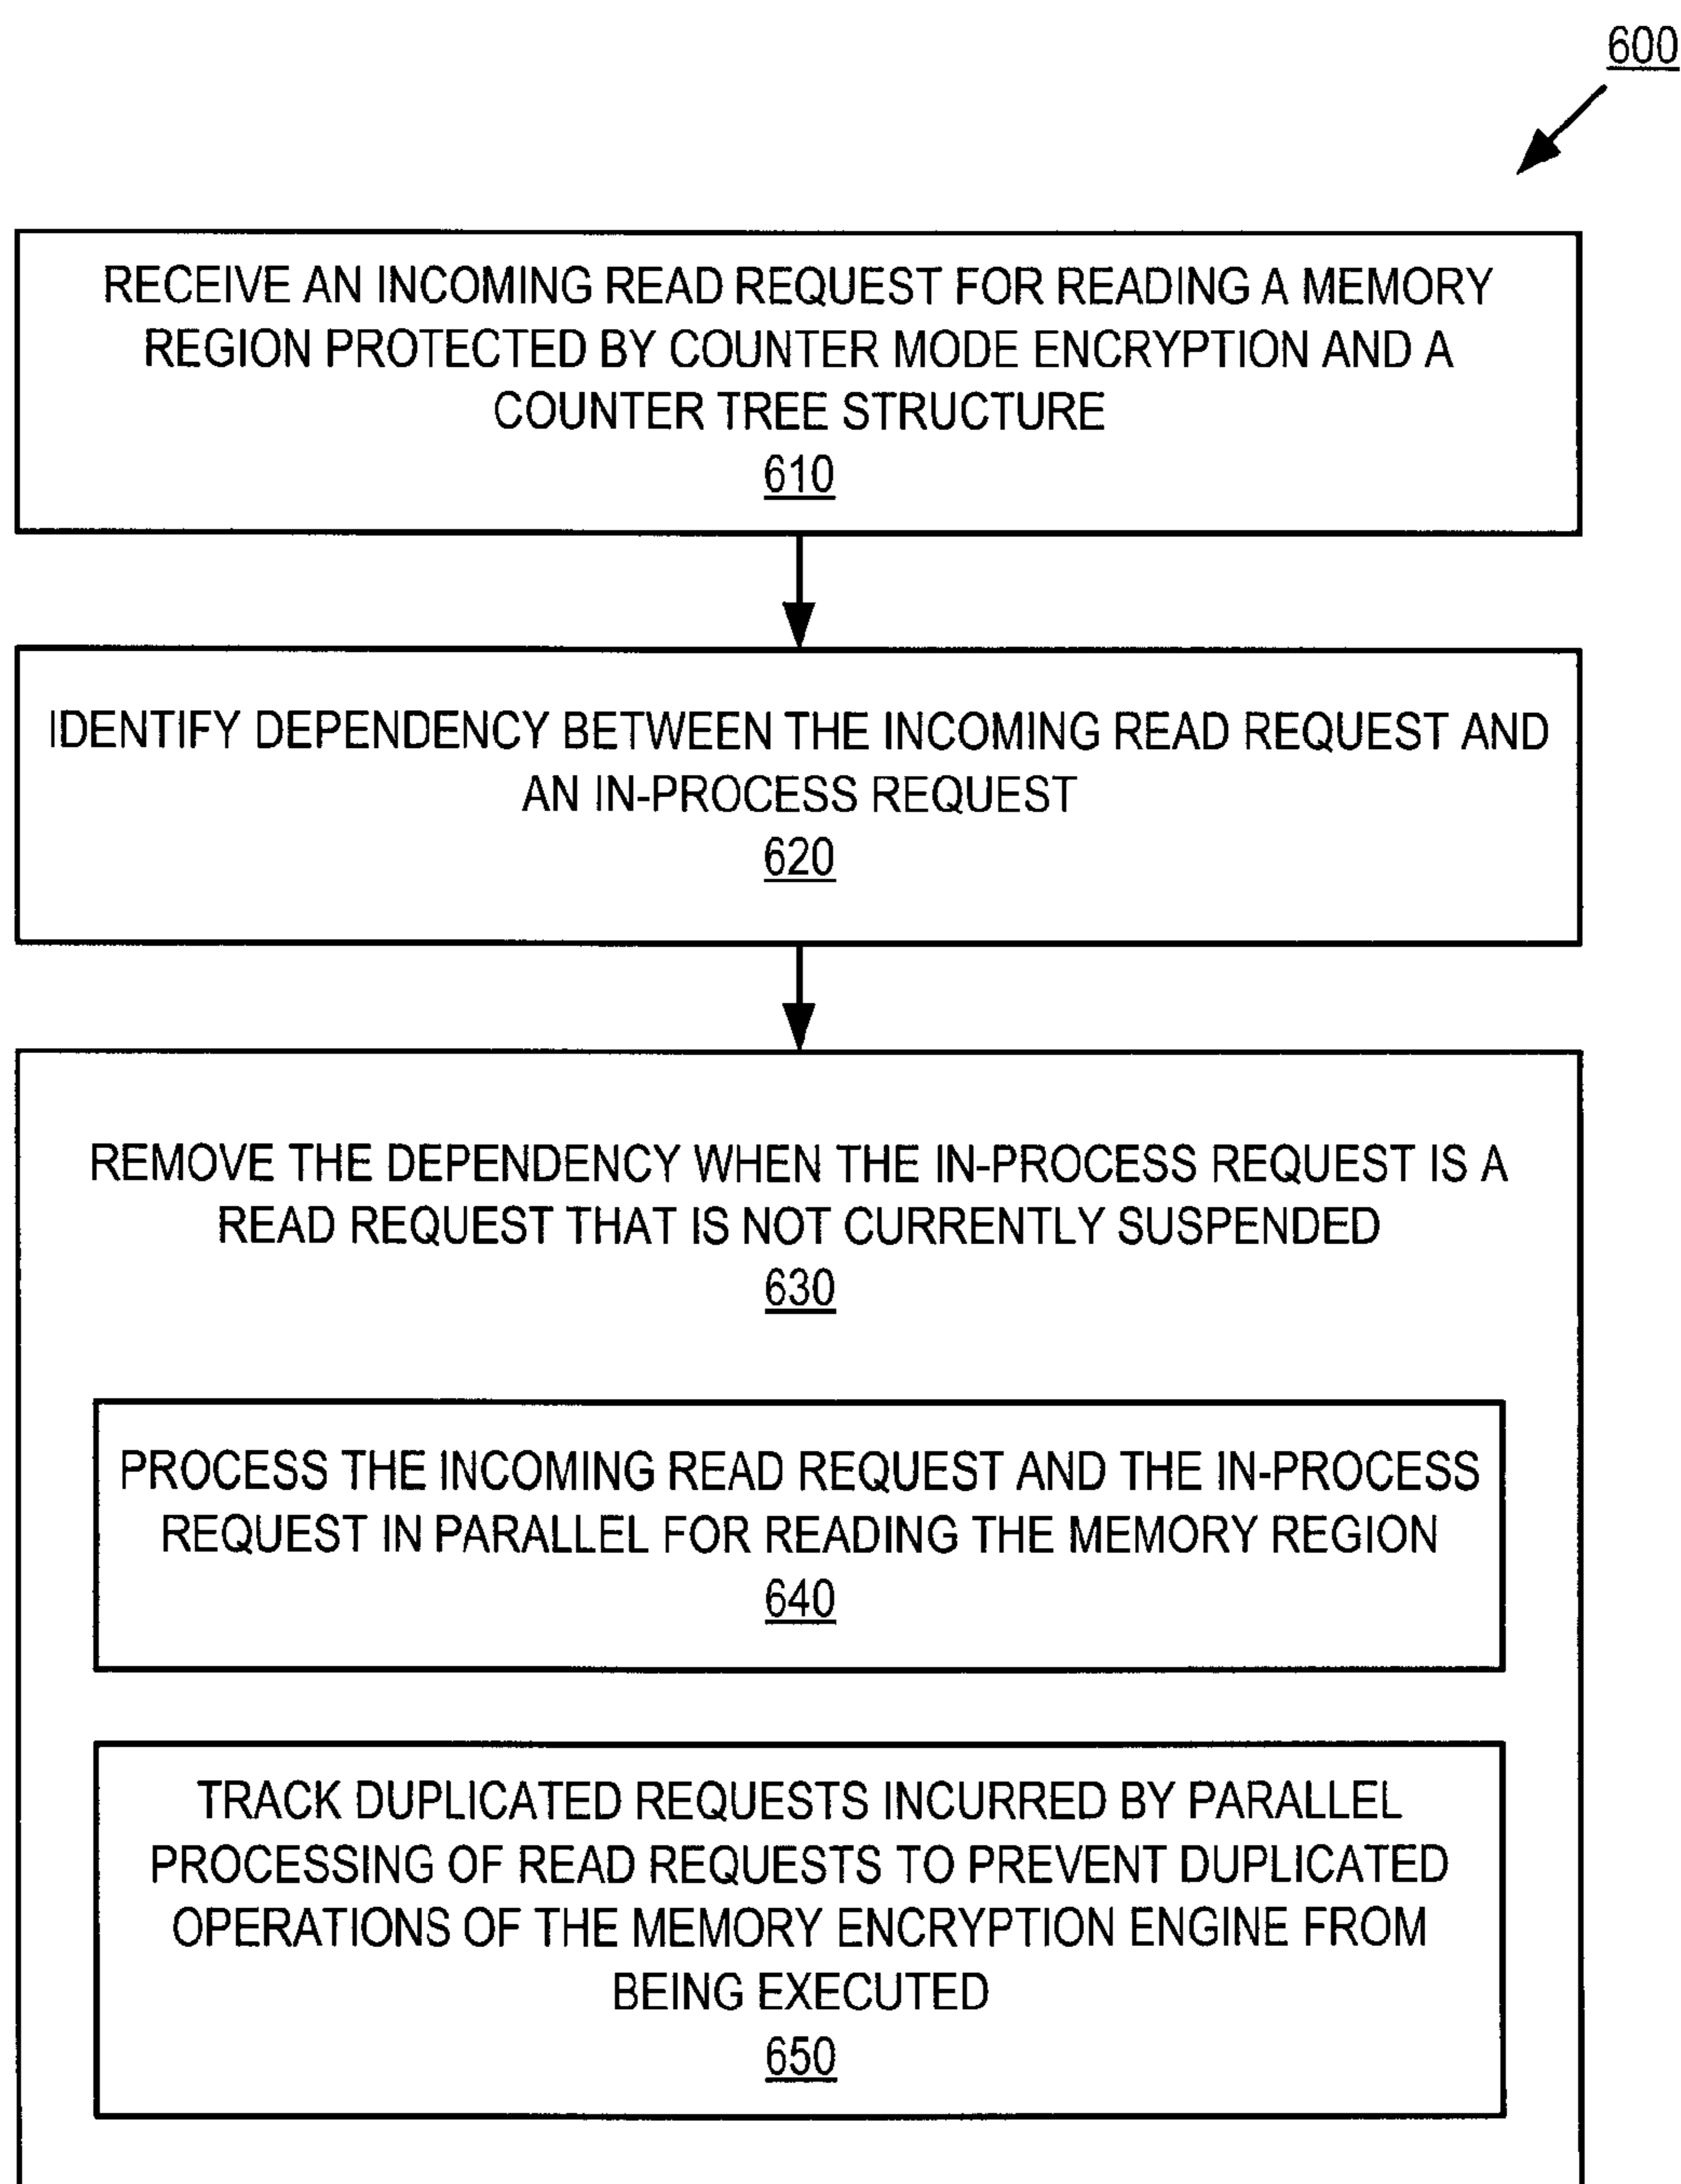 600
RECEIVE AN INCOMING READ REQUEST FOR READING A MEMORY
REGION PROTECTED BY COUNTER MODE ENCRYPTION AND A
COUNTER TREE STRUCTURE
610
IDENTIFY DEPENDENCY BETWEEN THE INCOMING READ REQUEST AND
AN IN-PROCESS REQUEST
620
REMOVE THE DEPENDENCY WHEN THE IN-PROCESS REQUEST IS A
READ REQUEST THAT IS NOT CURRENTLY SUSPENDED
630
PROCESS THE INCOMING READ REQUEST AND THE IN-PROCESS
REQUEST IN PARALLEL FOR READING THE MEMORY REGION
640
TRACK DUPLICATED REQUESTS INCURRED BY PARALLEL
PROCESSING OF READ REQUESTS TO PREVENT DUPLICATED
OPERATIONS OF THE MEMORY ENCRYPTION ENGINE FROM
BEING EXECUTED
650